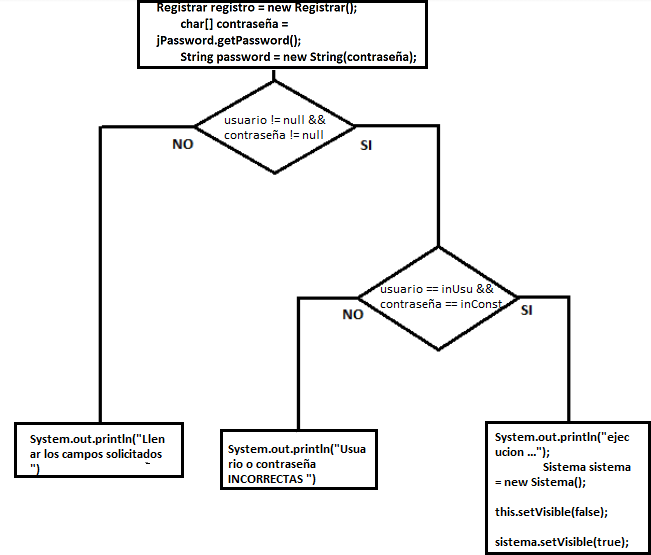 Registrar registro = new Registrar();
char[] contraseña =
jPassword.getPassword();
String password = new String(contraseña);
usuario != null &&
contraseña != null
NO
SI
usuario == inUsu &&
contraseña == inConst
NO
SI
System.out.println("Llen
ar los campos solicitados
")
System.out.println("Usua
rio o contraseña
INCORRECTAS ")
System.out.println("ejec
ucion ...");
Sistema sistema
= new Sistema();
this.setVisible(false);
sistema.setVisible(true);